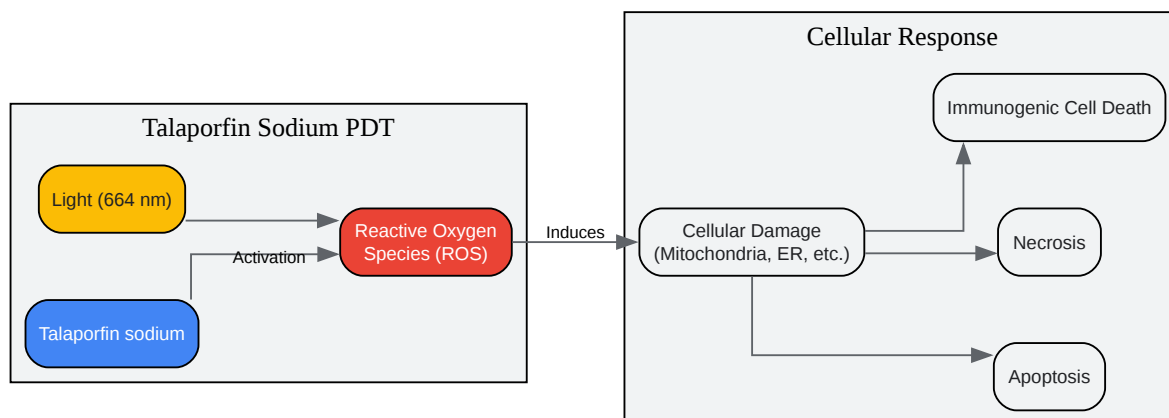 Talaporfin Sodium PDT
Light (664 nm)
Activation
Talaporfin sodium
Reactive Oxygen
Species (ROS)
Induces
Cellular Response
Cellular Damage
(Mitochondria, ER, etc.)
Immunogenic Cell Death
Necrosis
Apoptosis